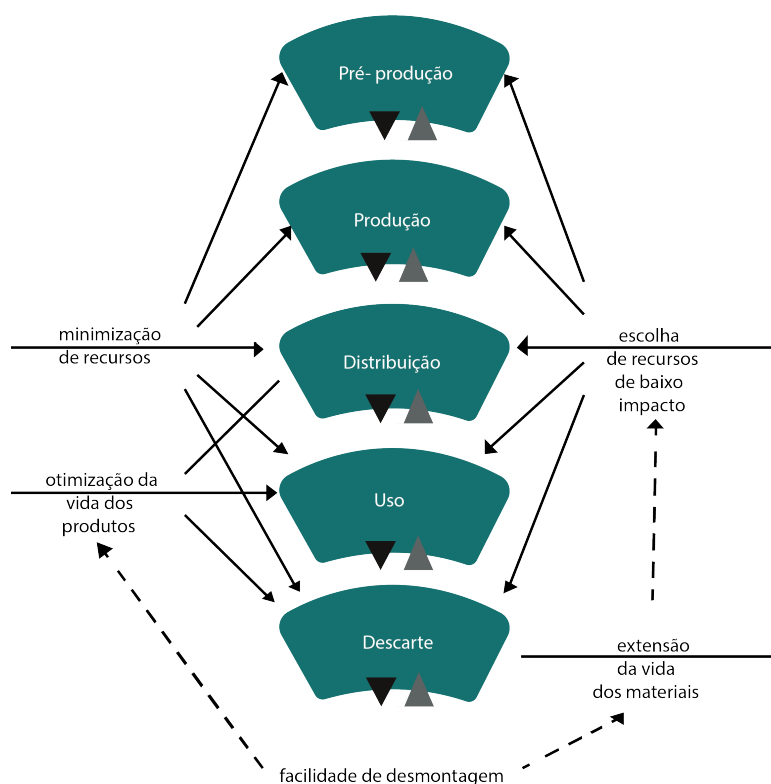 Pré- produção
Produção
minimização
de recursos
Distribuição
escolha
de recursos
de baixo
impacto
otimização da
vida dos
produtos
Uso
Descarte
extensão
da vida
dos materiais
facilidade de desmontagem